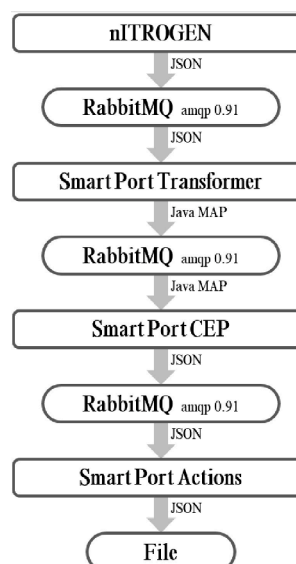 nITROGEN
JSON
RabbitMQ amqp 0.91
JSON
Smart Port Transformer
Java MAP
RabbitMQ amqp 0.91
Java MAP
Smart Port CEP
JSON
RabbitMQ amqp 0.91
JSON
Smart Port Actions
JSON
File